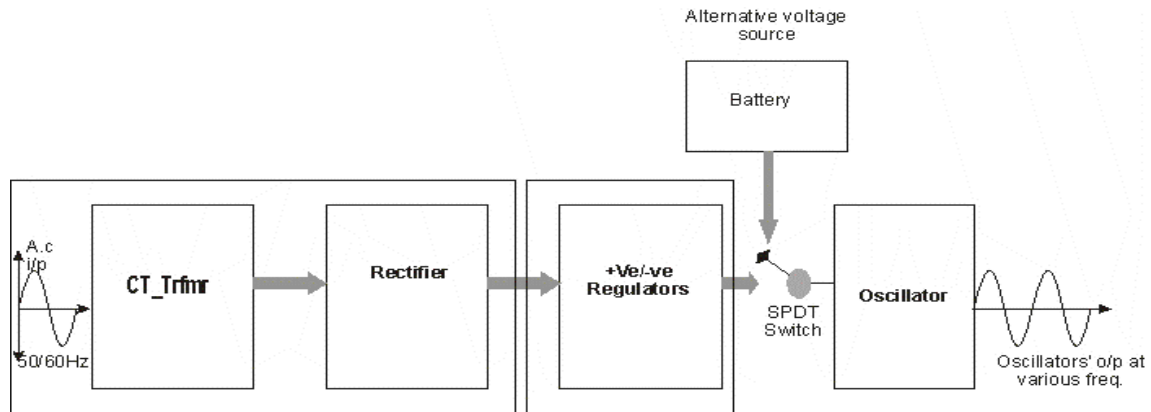 Alternative voltage
source
Battery
A.c
i/p
50/60Hz
CT_Trfmr
Rectifier
+Ve/-ve
Regulators
SPDT
Switch
Oscillator
Oscillators' o/p at
various freq.